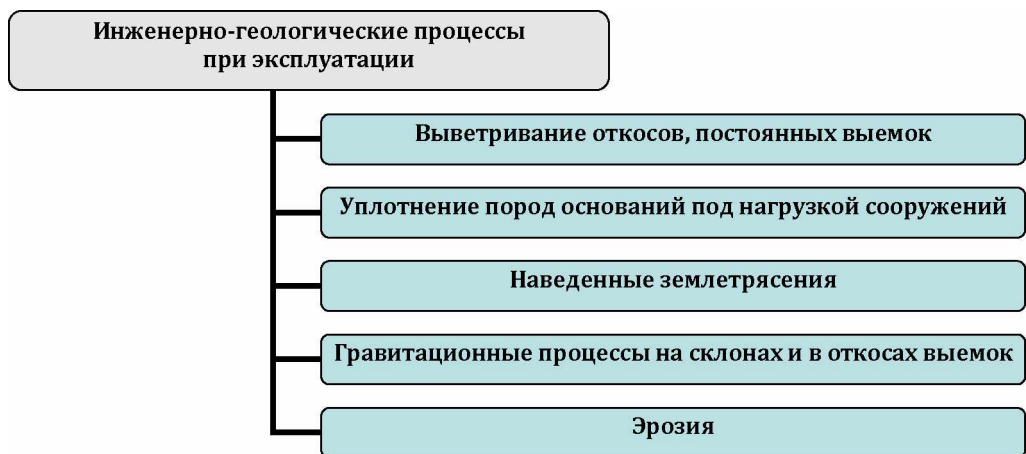 Инженерно-геологические процессы
при эксплуатации
Выветривание откосов, постоянных выемок
Уплотнение пород оснований под нагрузкой сооружений
Наведенные землетрясения
Гравитационные процессы на склонах и в откосах выемок
Эрозия